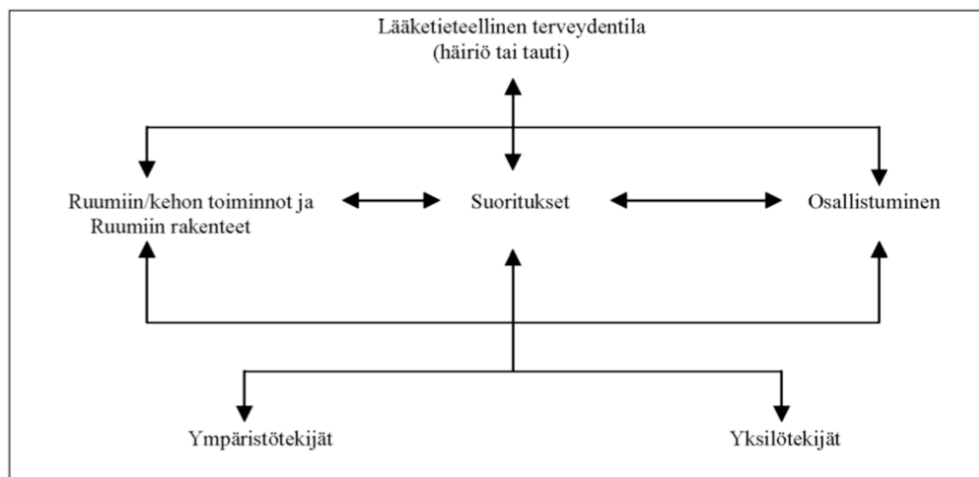 Lääketieteellinen terveydentila
(häiriö tai tauti)
Ruumiin/kehon toiminnot ja
Ruumiin rakenteet
Suoritukset
Osallistuminen
Ympäristötekijät
Yksilötekijät